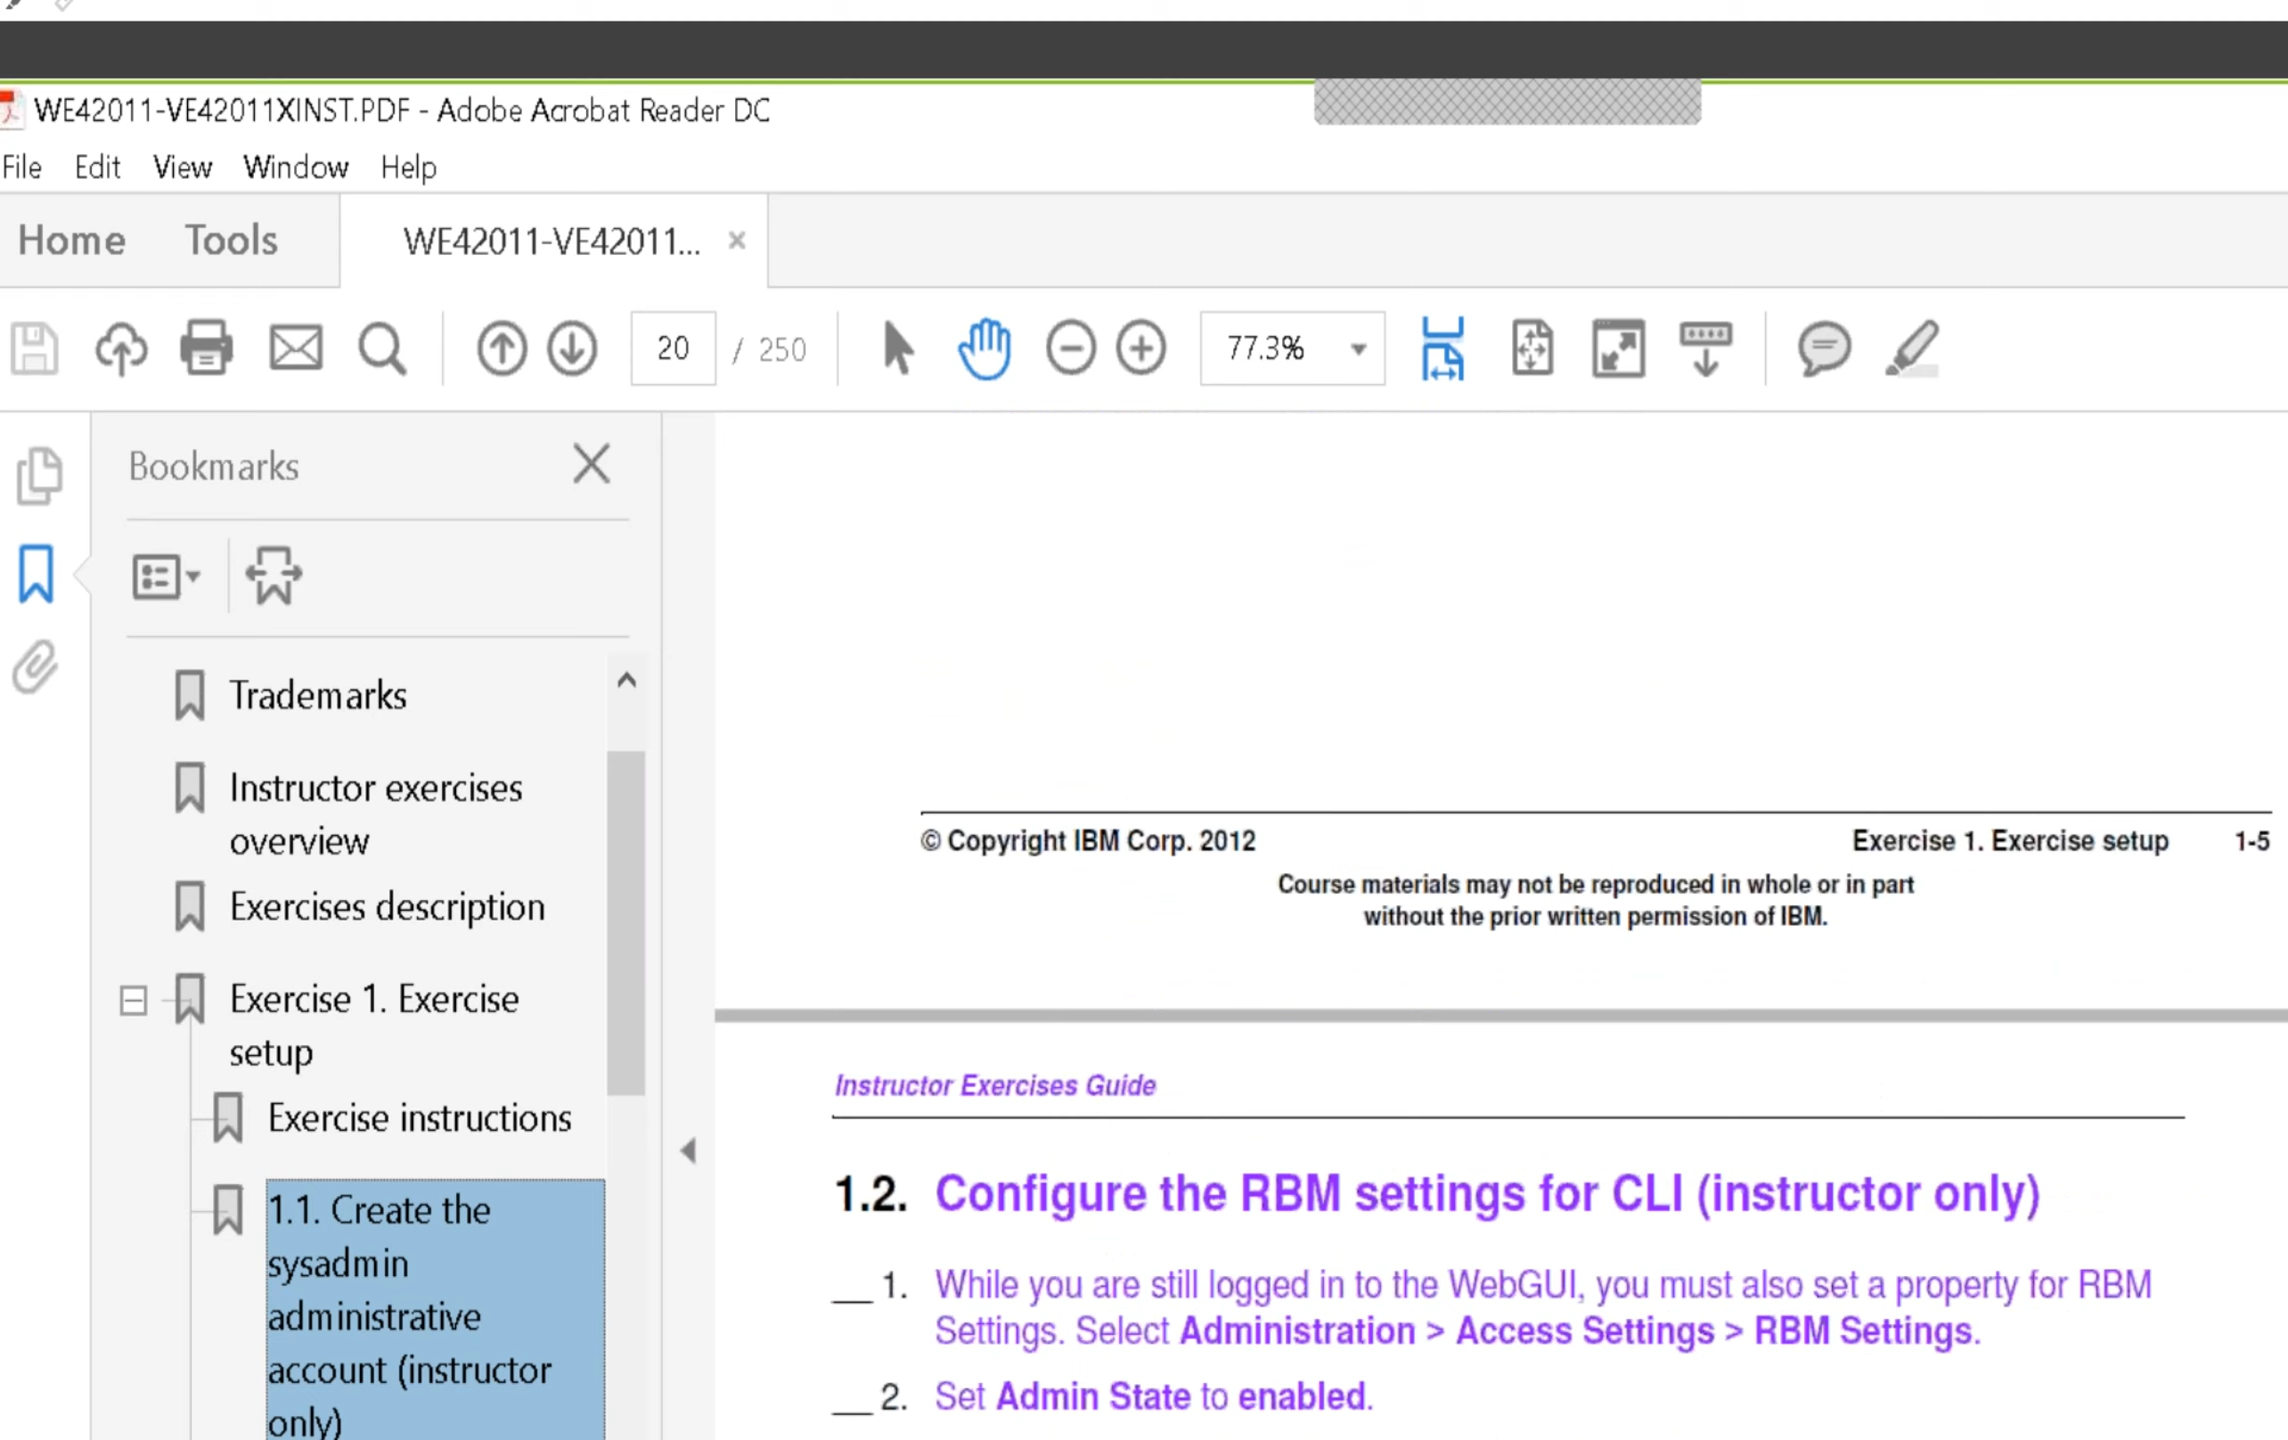 WE42011-VE42011XINST.PDF - Adobe Acrobat Reader DC
File Edit View Window Help
Home Tools WE42011-VE42011...
20 / 250 77.3%
Bookmarks
Trademarks
Instructor exercises
overview
Exercises description
Exercise 1. Exercise
setup
Exercise instructions
1.1. Create the
sysadmin
administrative
account (instructor
only)
© Copyright IBM Corp. 2012 Exercise 1. Exercise setup 1-5
Course materials may not be reproduced in whole or in part
without the prior written permission of IBM.
Instructor Exercises Guide
1.2. Configure the RBM settings for CLI (instructor only)
__ 1. While you are still logged in to the WebGUI, you must also set a property for RBM
Settings. Select Administration > Access Settings > RBM Settings.
__ 2. Set Admin State to enabled.